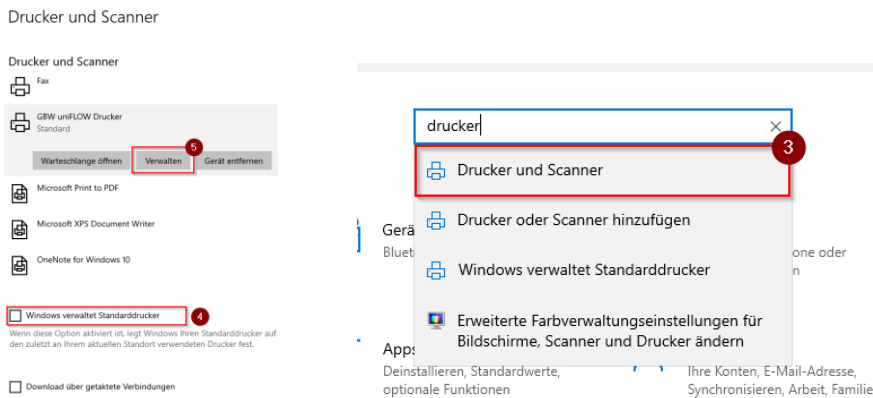 Drucker und Scanner
Drucker und Scanner
Fax
GBW uniFLOW Drucker
Standard
5
Warteschlange öffnen Verwalten Gerät entfernen
Microsoft Print to PDF
Microsoft XPS Document Writer
OneNote for Windows 10
Windows verwaltet Standarddrucker 4
Wenn diese Option aktiviert ist, legt Windows Ihren Standarddrucker auf
den zuletzt an Ihrem aktuellen Standort verwendeten Drucker fest.
Download über getaktete Verbindungen
drucker
3
Drucker und Scanner
Drucker oder Scanner hinzufügen
Windows verwaltet Standarddrucker
Erweiterte Farbverwaltungseinstellungen für
Bildschirme, Scanner und Drucker ändern
Gerä
Bluet
one oder
n
Apps
Deinstallieren, Standardwerte,
optionale Funktionen
Ihre Konten, E-Mail-Adresse,
Synchronisieren, Arbeit, Familie